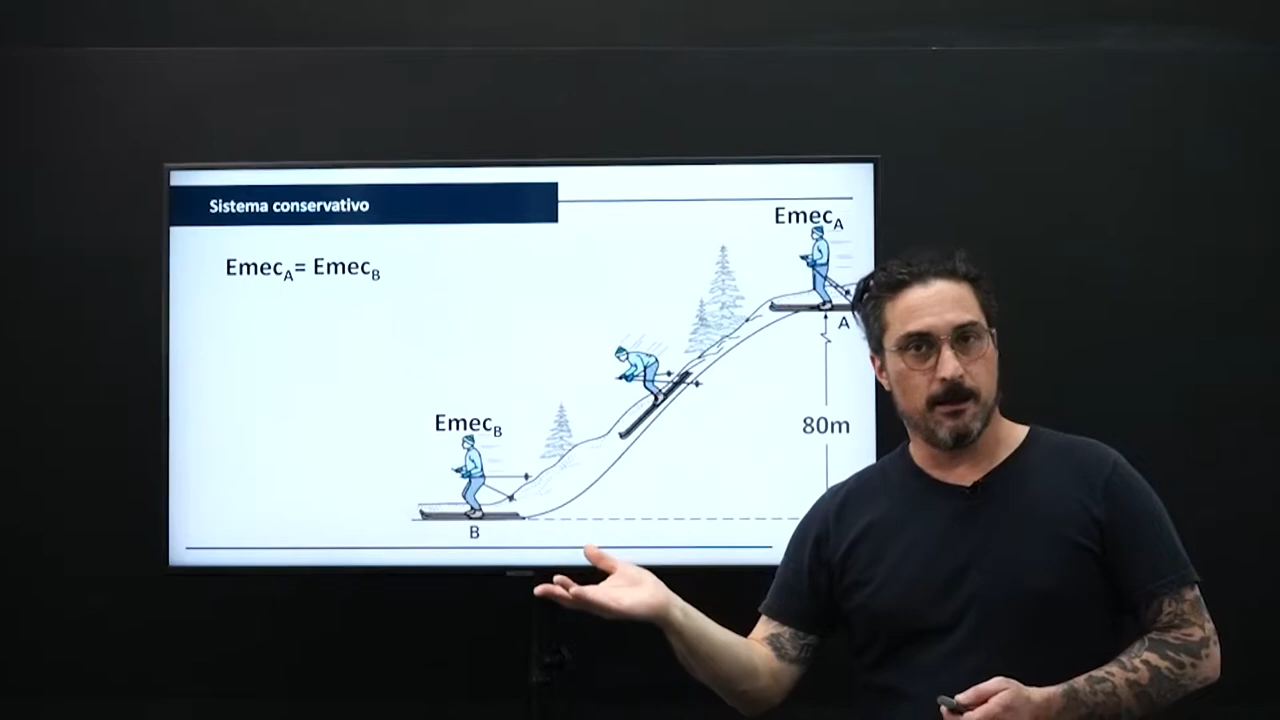 Sistema conservativo
Emec_A= Emec_B
Emec_A
A
80m
Emec_B
B